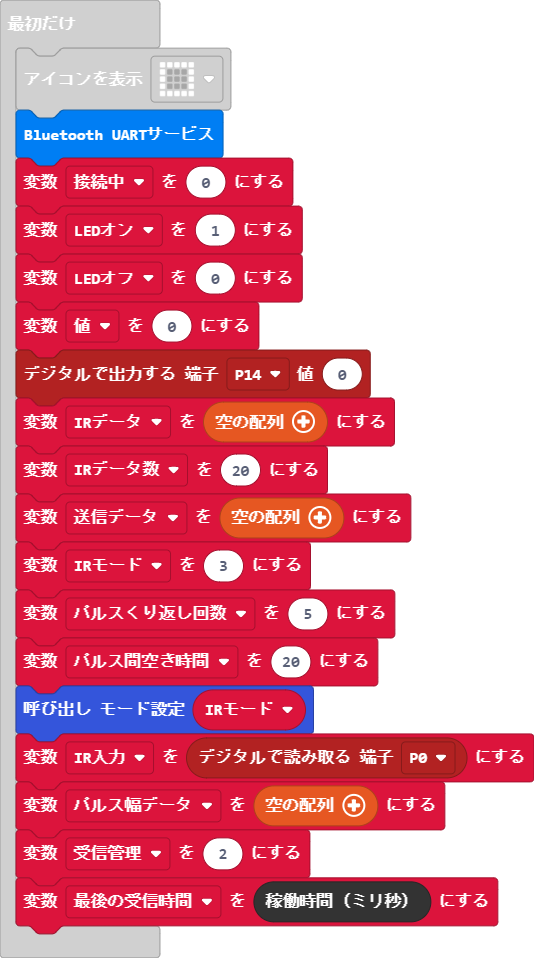 最初だけ
アイコンを表示
Bluetooth UARTサービス
変数 接続中 を 0 にする
変数 LEDオン を 1 にする
変数 LEDオフ を 0 にする
変数 値 を 0 にする
デジタルで出力する 端子 P14 値 0
変数 IRデータ を 空の配列 にする
変数 IRデータ数 を 20 にする
変数 送信データ を 空の配列 にする
変数 IRモード を 3 にする
変数 パルスくり返し回数 を 5 にする
変数 パルス間空き時間 を 20 にする
呼び出し モード設定 IRモード
変数 IR入力 を デジタルで読み取る 端子 P0 にする
変数 パルス幅データ を 空の配列 にする
変数 受信管理 を 2 にする
変数 最後の受信時間 を 稼働時間（ミリ秒） にする